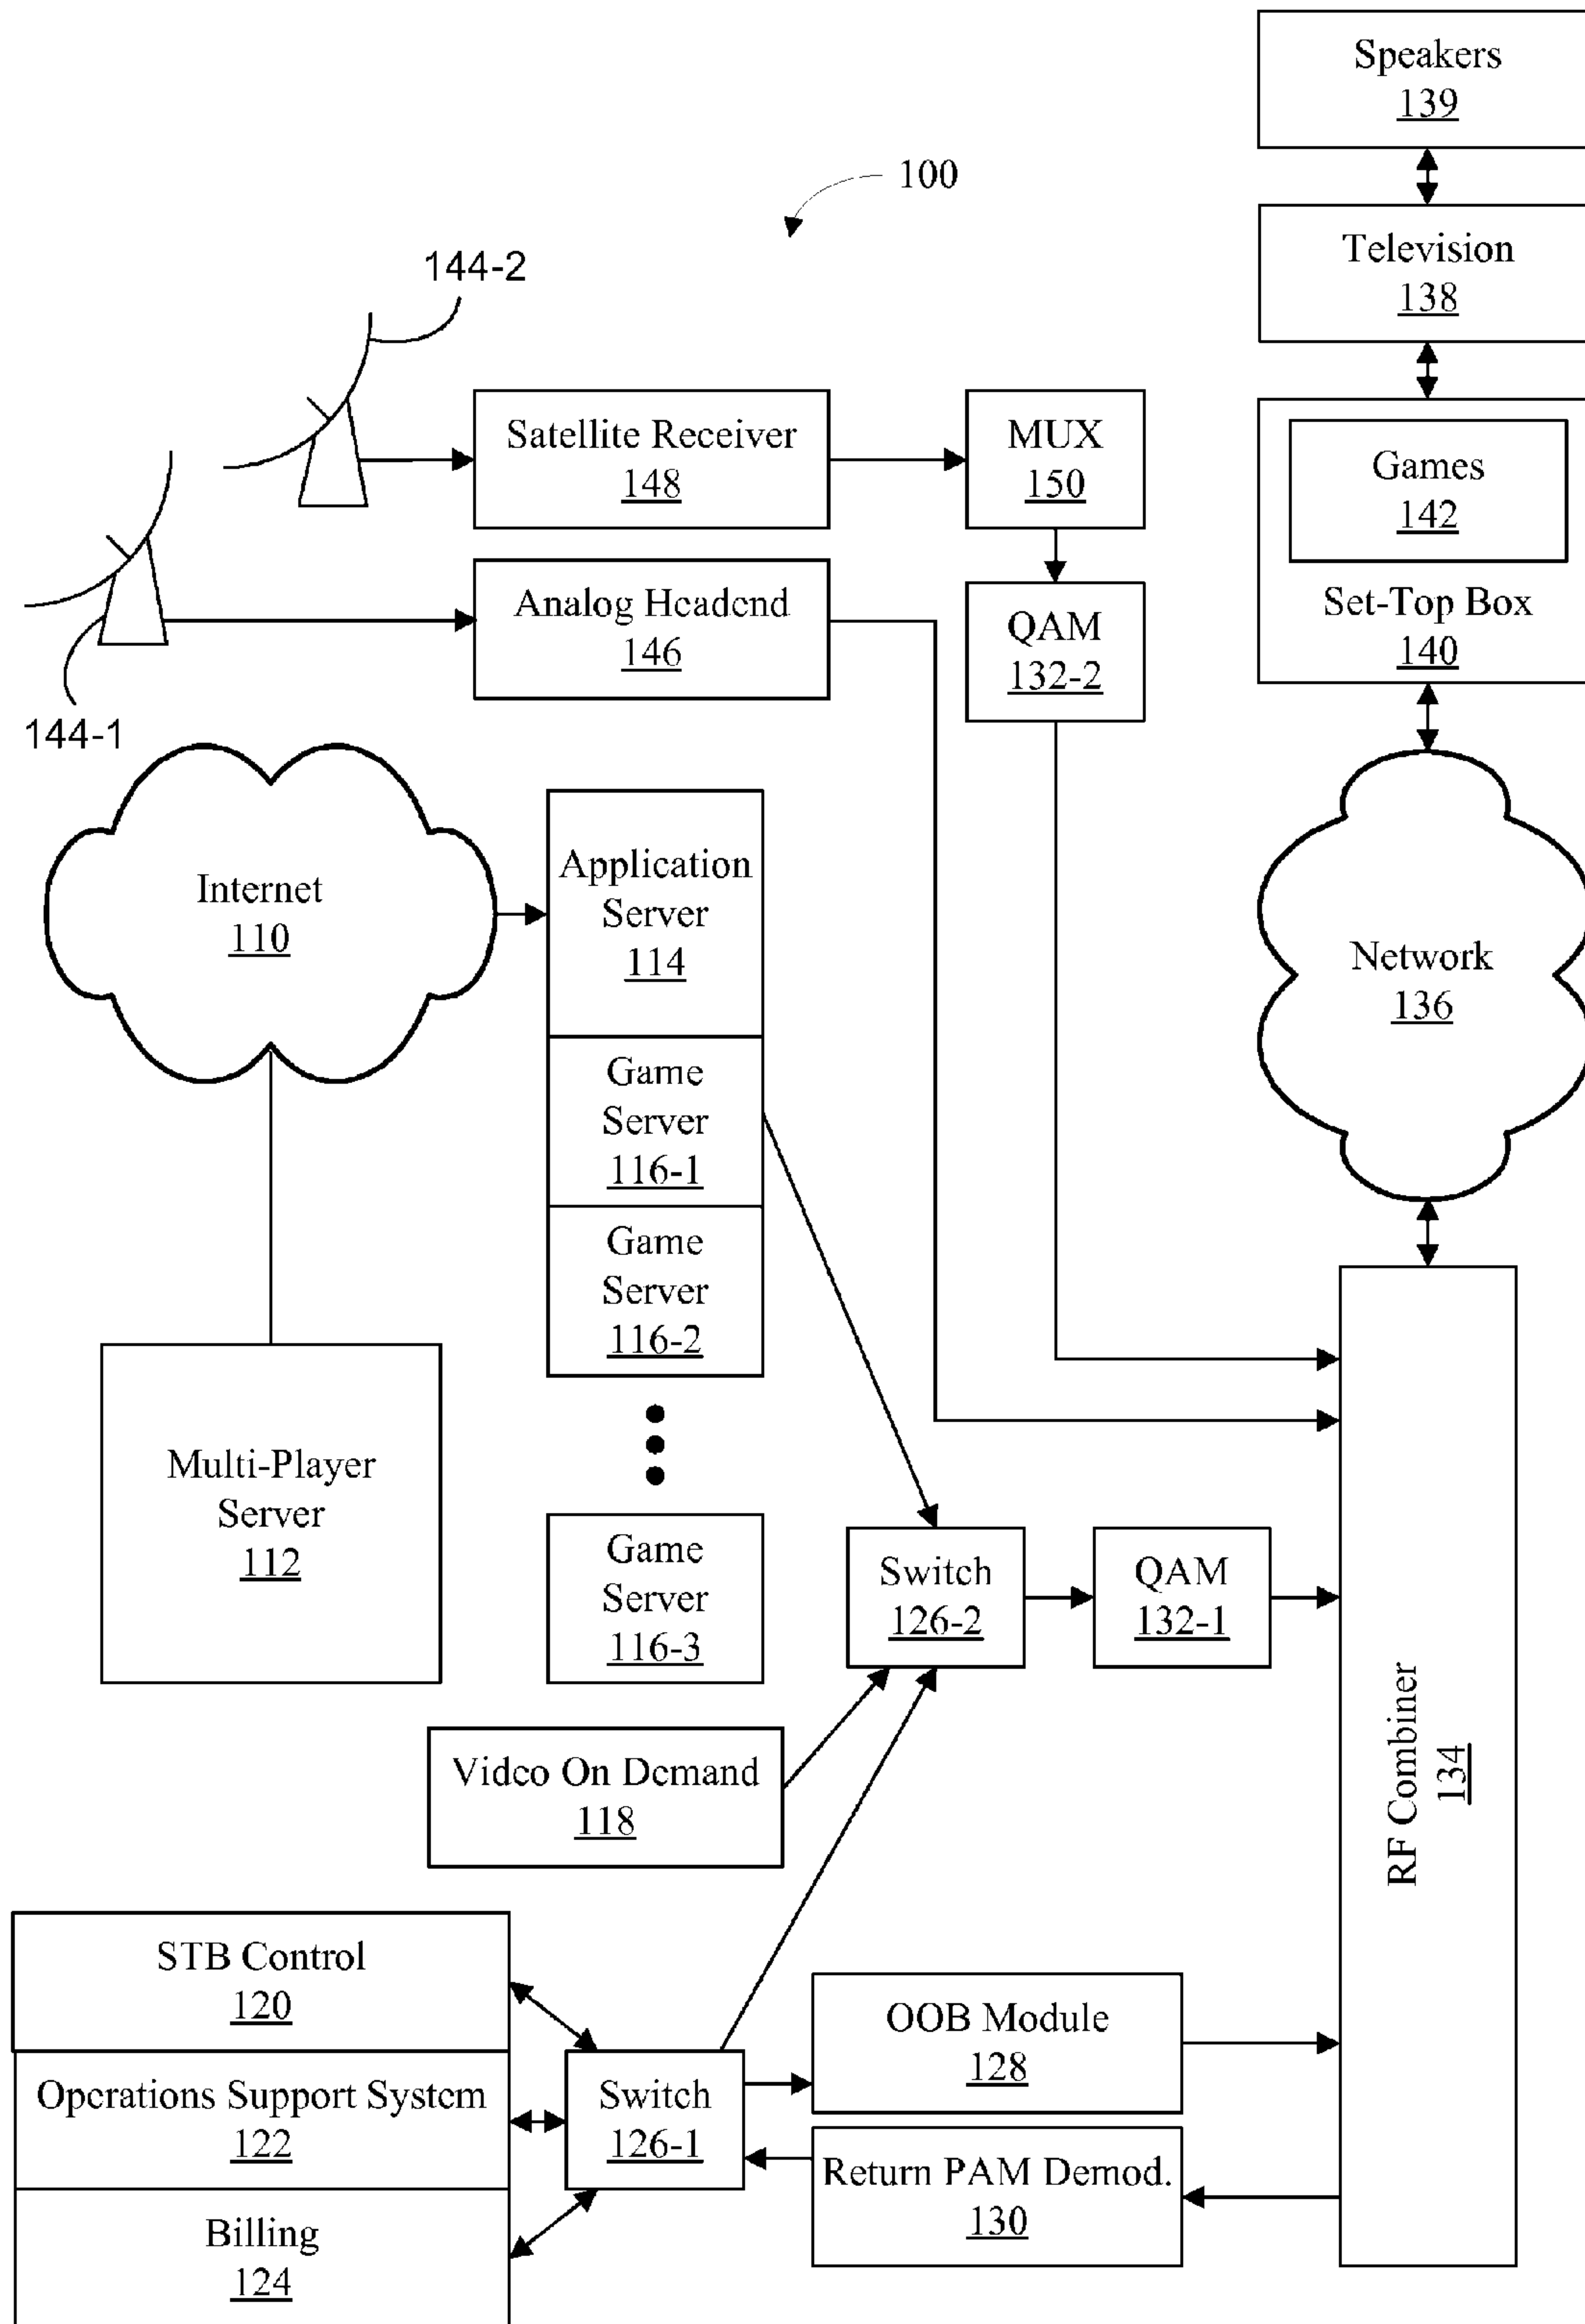 Speakers
139
100
Television
138
144-2
Satellite Receiver
148
MUX
150
Games
142
Set-Top Box
140
Analog Headend
146
QAM
132-2
144-1
Internet
110
Application
Server
114
Network
136
Game
Server
116-1
Game
Server
116-2
Multi-Player
Server
112
Game
Server
116-3
Switch
126-2
QAM
132-1
RF Combiner
134
Video On Demand
118
STB Control
120
OOB Module
128
Operations Support System
122
Switch
126-1
Return PAM Demod.
130
Billing
124